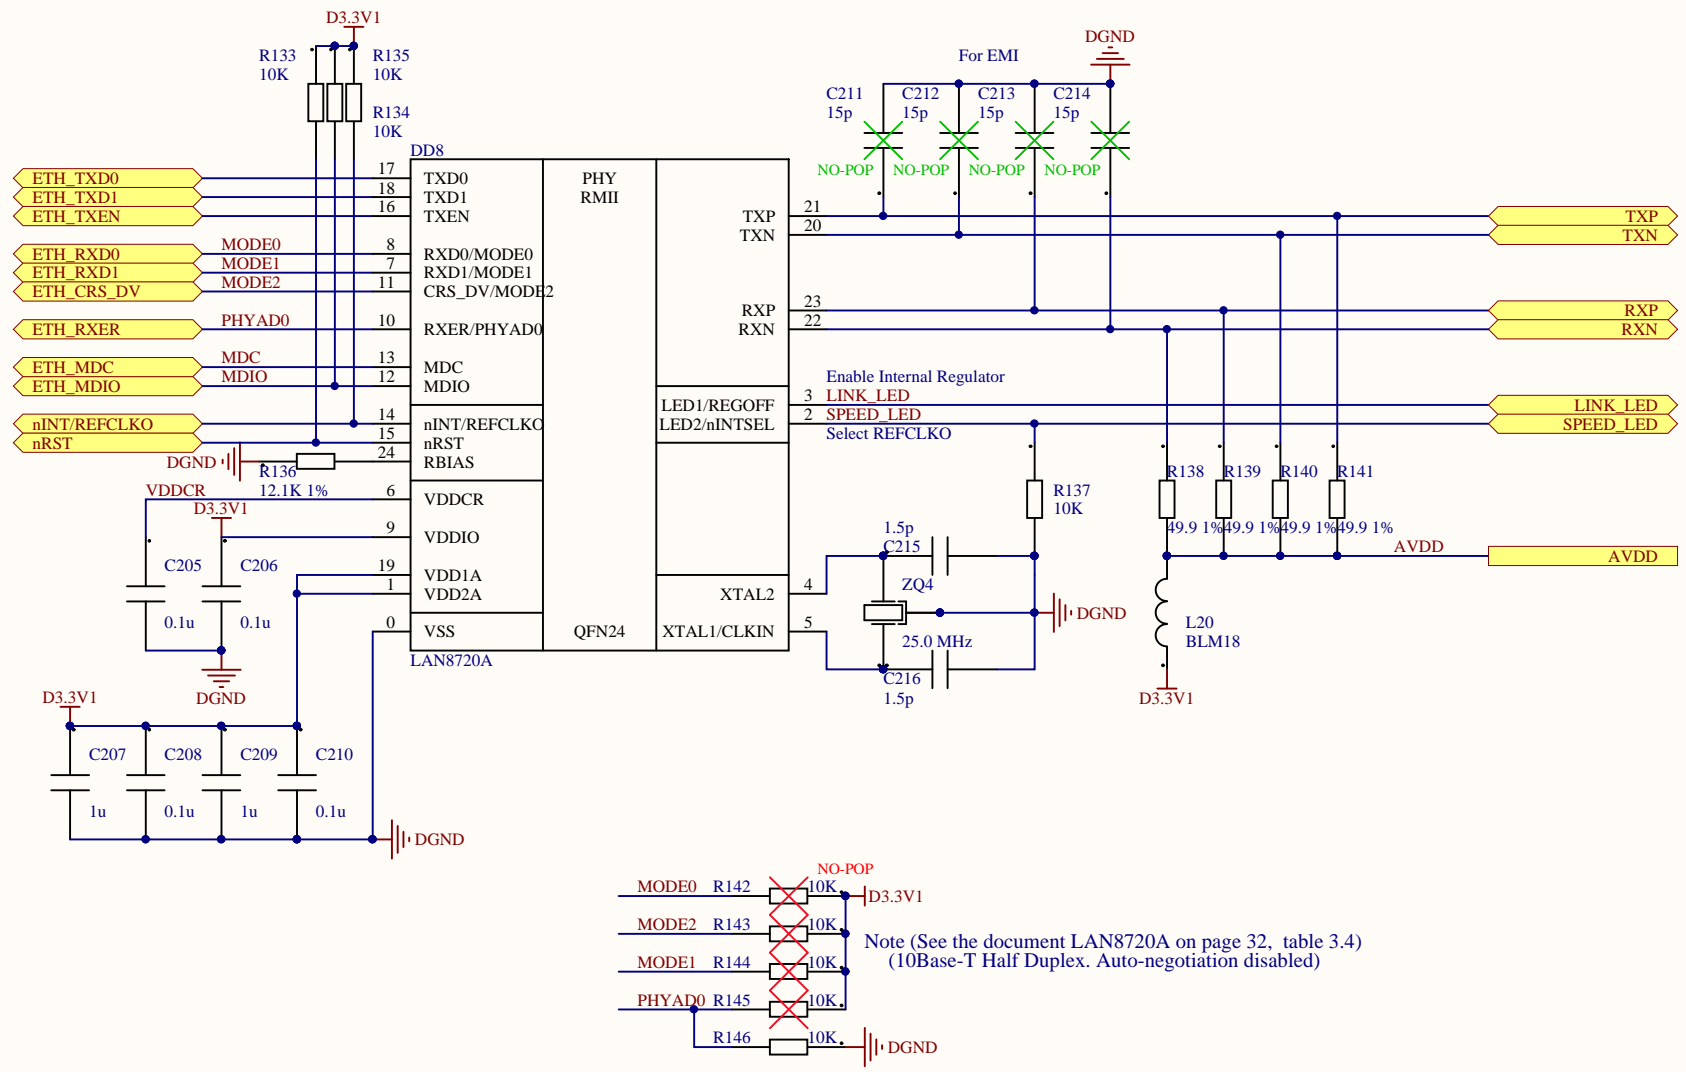 D3.3V1
R133
10K
R135
10K
R134
10K
DD8
ETH_TXD0
ETH_TXD1
ETH_TXEN
ETH_RXD0
ETH_RXD1
ETH_CRS_DV
ETH_RXER
ETH_MDC
ETH_MDIO
nINT/REFCLKO
nRST
MODE0
MODE1
MODE2
PHYAD0
MDC
MDIO
DGND
R136
12.1K 1%
VDDCR
D3.3V1
C205
0.1u
C206
0.1u
DGND
17
18
16
8
7
11
10
13
12
14
15
24
6
9
19
1
0
TXD0
TXD1
TXEN
RXD0/MODE0
RXD1/MODE1
CRS_DV/MODE2
RXER/PHYAD0
MDC
MDIO
nINT/REFCLKO
nRST
RBIAS
VDDCR
VDDIO
VDD1A
VDD2A
VSS
PHY
RMII
QFN24
LAN8720A
TXP
TXN
RXP
RXN
LED1/REGOFF
LED2/nINTSEL
XTAL2
XTAL1/CLKIN
21
20
23
22
3
2
4
5
For EMI
DGND
C211
15p
C212
15p
C213
15p
C214
15p
NO-POP
NO-POP
NO-POP
NO-POP
Enable Internal Regulator
LINK_LED
SPEED_LED
Select REFCLKO
TXP
TXN
RXP
RXN
LINK_LED
SPEED_LED
AVDD
AVDD
R137
10K
R138
R139
R140
R141
49.9 1%
49.9 1%
49.9 1%
49.9 1%
1.5p
C215
ZQ4
25.0 MHz
C216
1.5p
DGND
L20
BLM18
D3.3V1
D3.3V1
C207
1u
C208
0.1u
C209
1u
C210
0.1u
DGND
NO-POP
MODE0 R142 10K D3.3V1
MODE2 R143 10K
MODE1 R144 10K
PHYAD0 R145 10K
R146 10K DGND
Note (See the document LAN8720A on page 32, table 3.4)
(10Base-T Half Duplex. Auto-negotiation disabled)